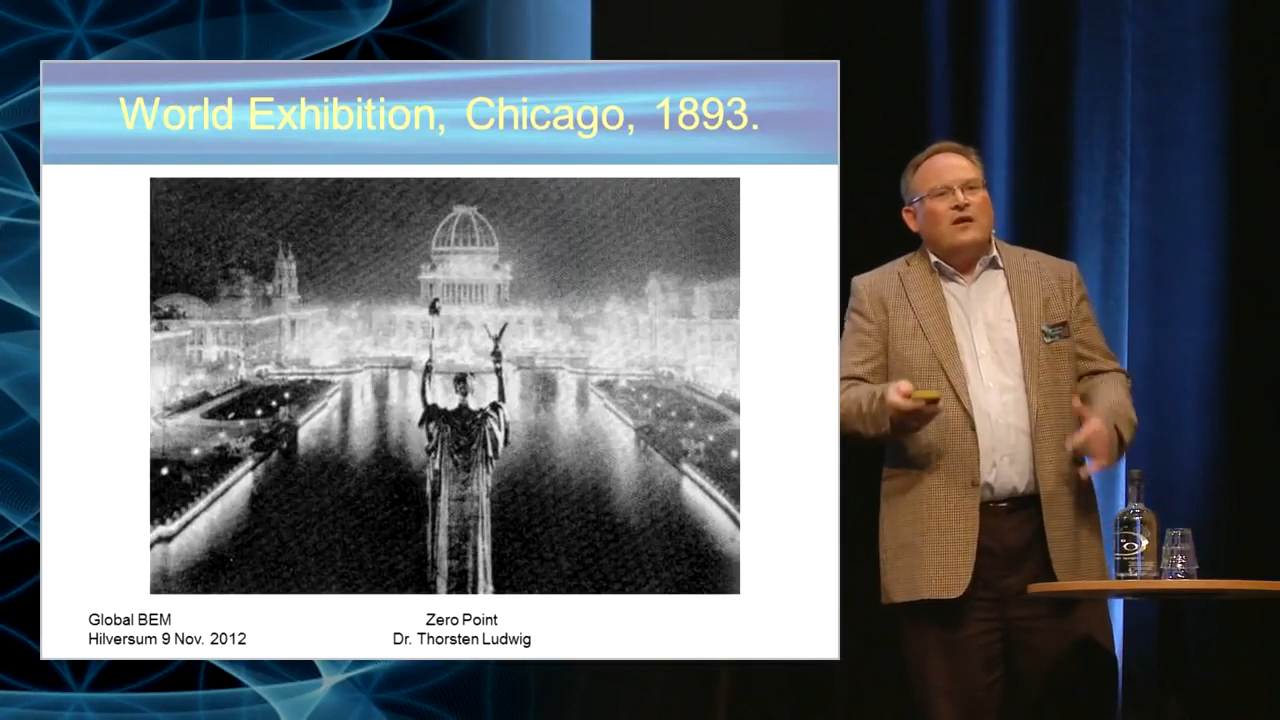 World Exhibition, Chicago, 1893.
Global BEM
Hilversum 9 Nov. 2012
Zero Point
Dr. Thorsten Ludwig